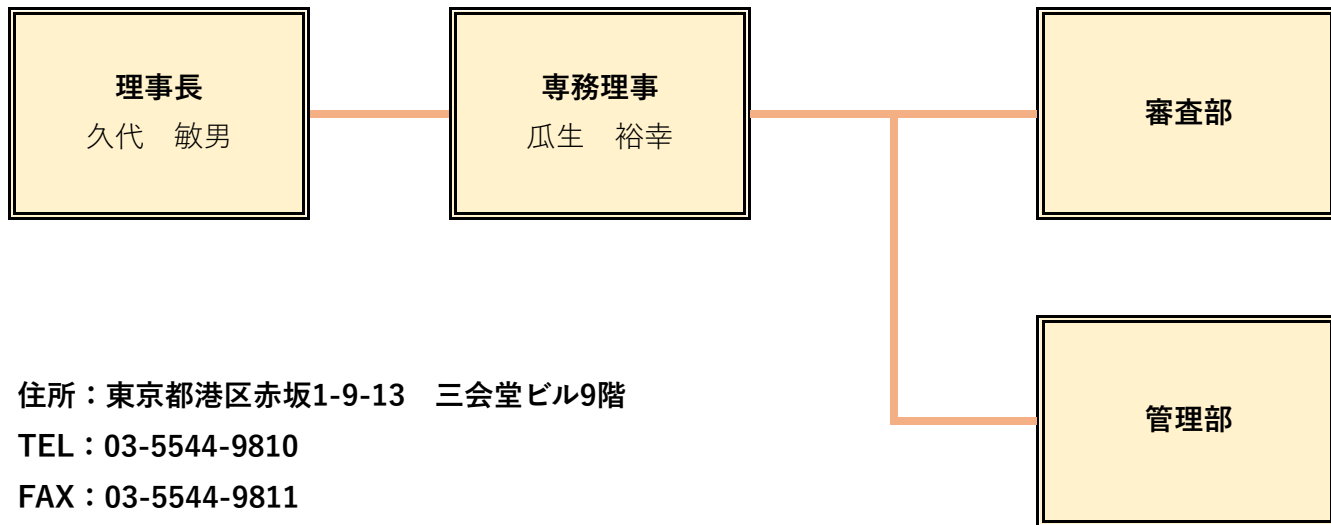 理事長
久代　敏男
専務理事
瓜生　裕幸
審査部
管理部
住所：東京都港区赤坂1-9-13　三会堂ビル9階
TEL：03-5544-9810
FAX：03-5544-9811